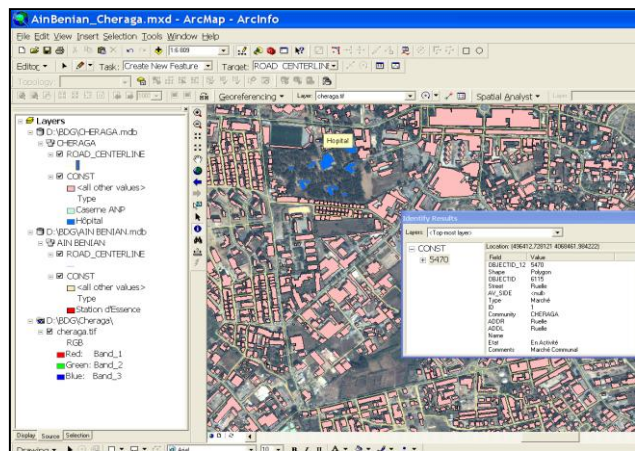 AinBenian_Cheraga.mxd - ArcMap - ArcInfo
File Edit View Insert Selection Tools Window Help
1:6 809
Editor Task: Create New Feature Target: ROAD_CENTERLINE
Topology:
Georeferencing Layer: cheraga.tif Spatial Analyst Layer:
Layers
D:\BDG\CHERAGA.mdb
CHERAGA
ROAD_CENTERLINE
CONST
<all other values>
Type
Caserne ANP
Hôpital
D:\BDG\AIN BENIAN.mdb
AIN BENIAN
ROAD_CENTERLINE
CONST
<all other values>
Type
Station d'Essence
D:\BDG\Cheraga\
cheraga.tif
RGB
Red: Band_1
Green: Band_2
Blue: Band_3
Hopital
Identify Results
Layers: <Top-most layer>
CONST
5470
Location: (496412,728121 4068461,984222)
Field Value
OBJECTID_12 5470
Shape Polygon
OBJECTID 6115
Street Ruelle
AV_SIDE <null>
Type Marché
ID 1
Community CHERAGA
ADDR Ruelle
ADDL Ruelle
Name
Etat En Activité
Comments Marché Communal
Display Source Selection
Drawing Arial 10 B I U A